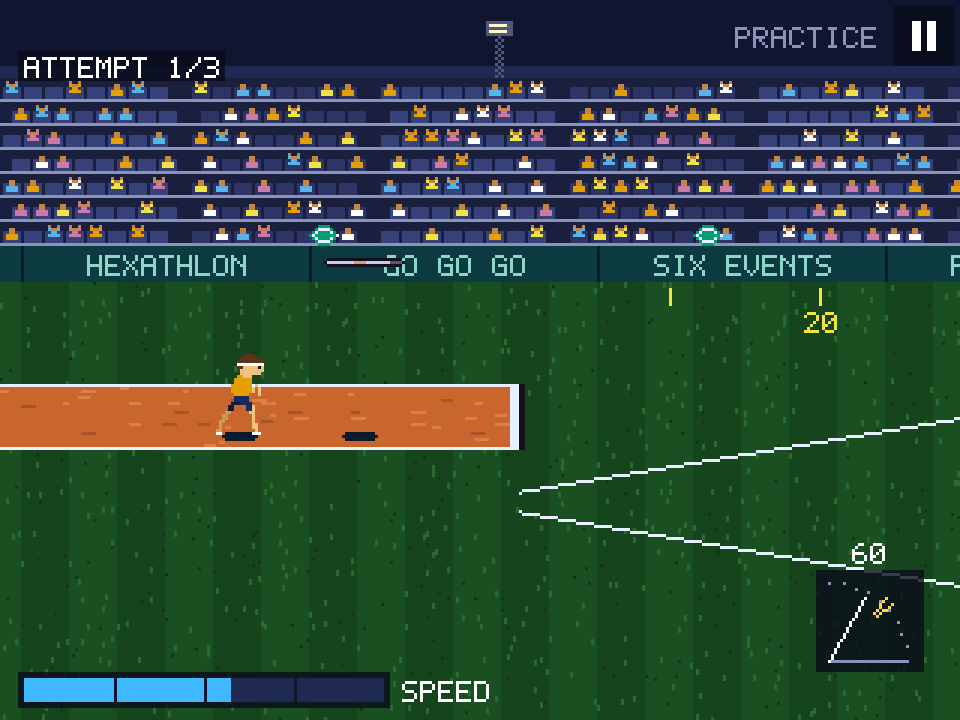 PRACTICE
ATTEMPT 1/3
HEXATHLON
GO GO GO
SIX EVENTS
20
60
SPEED